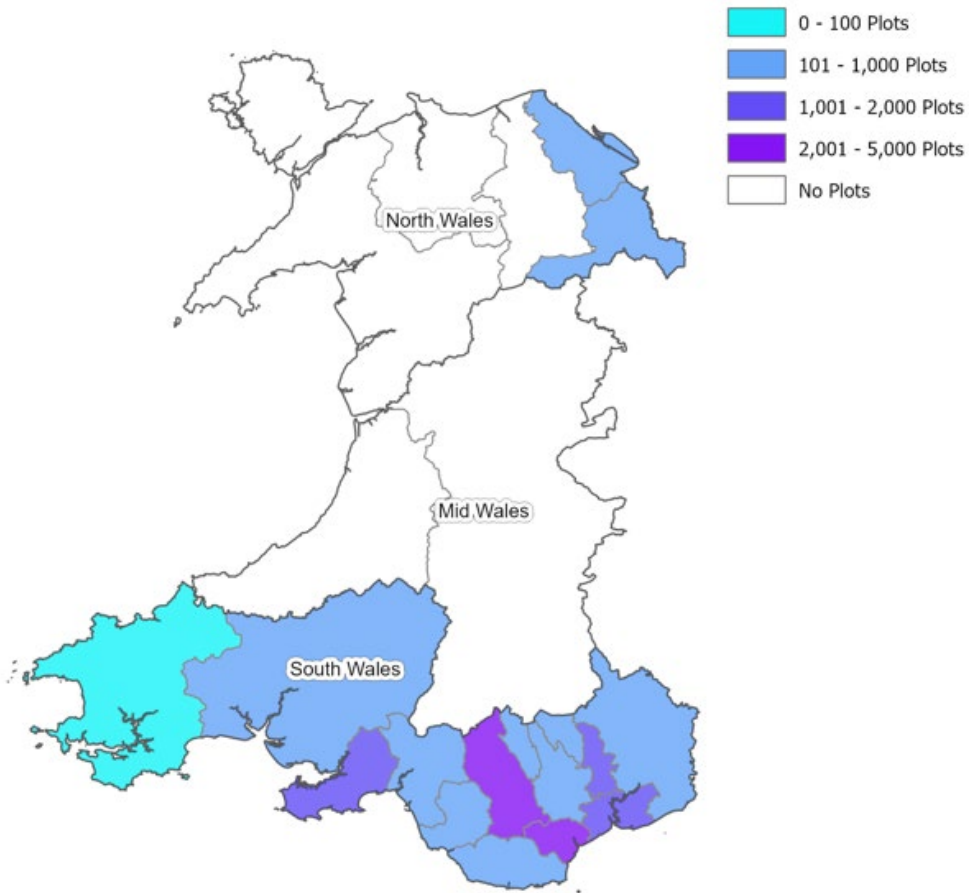 0 - 100 Plots
101 - 1,000 Plots
1,001 - 2,000 Plots
2,001 - 5,000 Plots
No Plots
North Wales
Mid Wales
South Wales